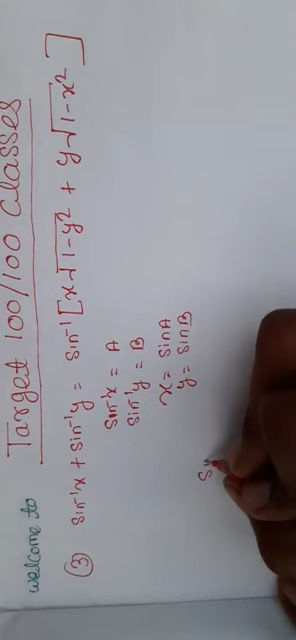 welcome to
Target 100/100 Classes
(3) sin⁻¹x + sin⁻¹y = sin⁻¹[x√1-y² + y√1-x²]
sin⁻¹x = A
sin⁻¹y = B
x = sinA
y = sinB